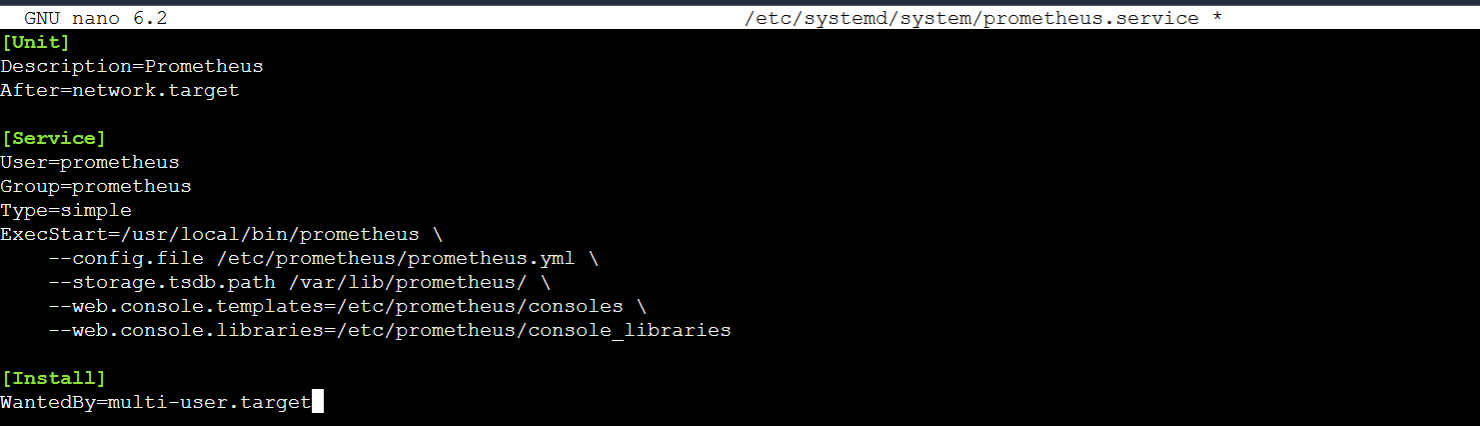 GNU nano 6.2 /etc/systemd/system/prometheus.service *
[Unit]
Description=Prometheus
After=network.target
[Service]
User=prometheus
Group=prometheus
Type=simple
ExecStart=/usr/local/bin/prometheus \
--config.file /etc/prometheus/prometheus.yml \
--storage.tsdb.path /var/lib/prometheus/ \
--web.console.templates=/etc/prometheus/consoles \
--web.console.libraries=/etc/prometheus/console_libraries
[Install]
WantedBy=multi-user.target